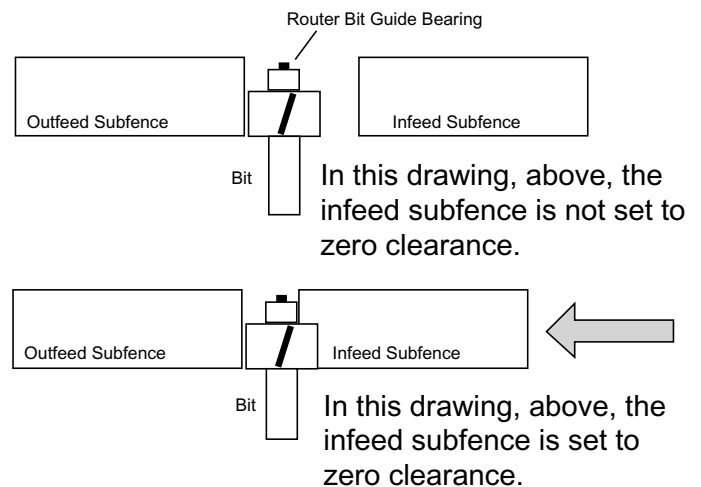 Router Bit Guide Bearing
Outfeed Subfence
Infeed Subfence
Bit
In this drawing, above, the
infeed subfence is not set to
zero clearance.
Outfeed Subfence
Infeed Subfence
Bit
In this drawing, above, the
infeed subfence is set to
zero clearance.